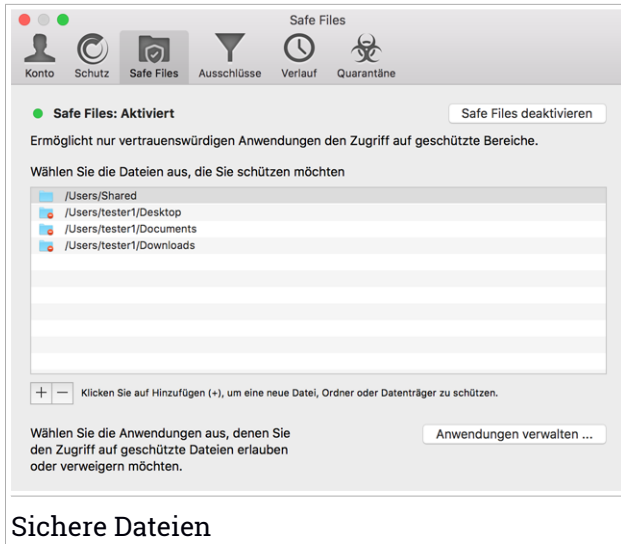 Safe Files
Konto Schutz Safe Files Ausschlüsse Verlauf Quarantäne
Safe Files: Aktiviert
Safe Files deaktivieren
Ermöglicht nur vertrauenswürdigen Anwendungen den Zugriff auf geschützte Bereiche.
Wählen Sie die Dateien aus, die Sie schützen möchten
/Users/Shared
/Users/tester1/Desktop
/Users/tester1/Documents
/Users/tester1/Downloads
+ − Klicken Sie auf Hinzufügen (+), um eine neue Datei, Ordner oder Datenträger zu schützen.
Wählen Sie die Anwendungen aus, denen Sie
den Zugriff auf geschützte Dateien erlauben
oder verweigern möchten.
Anwendungen verwalten ...
Sichere Dateien